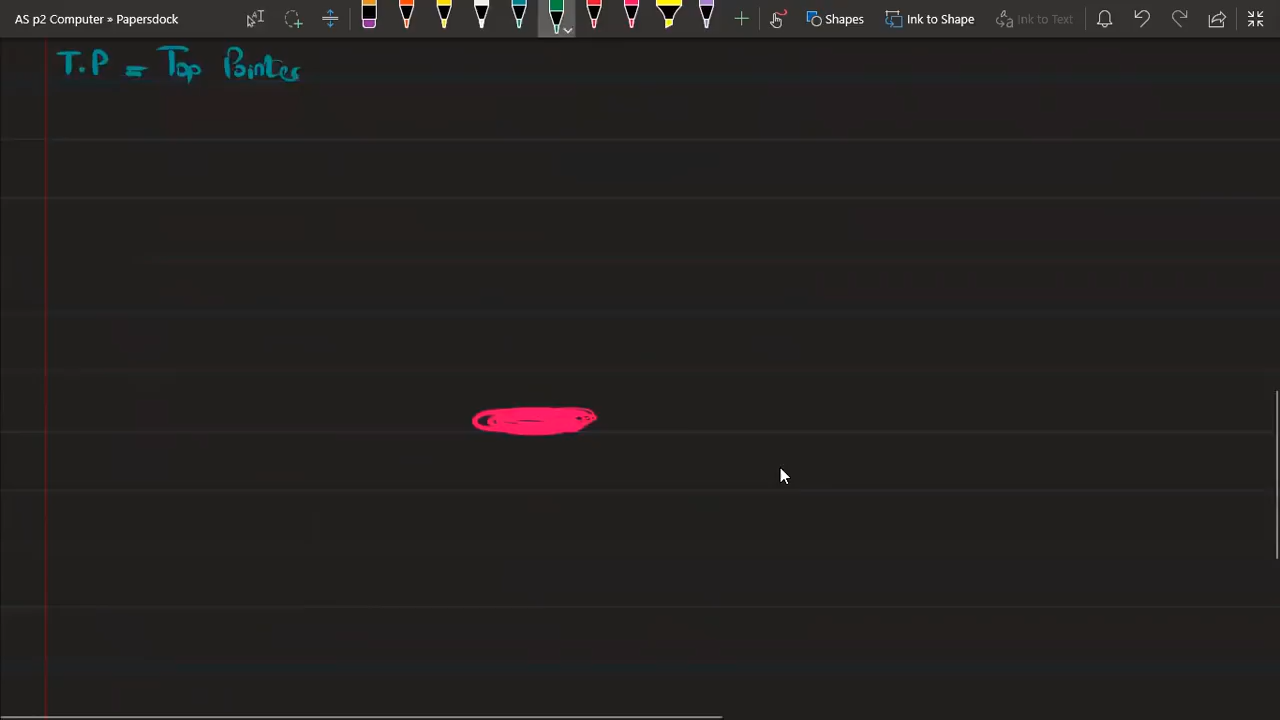 AS p2 Computer » Papersdock
Shapes
Ink to Shape
Ink to Text
T.P = Top Pointer